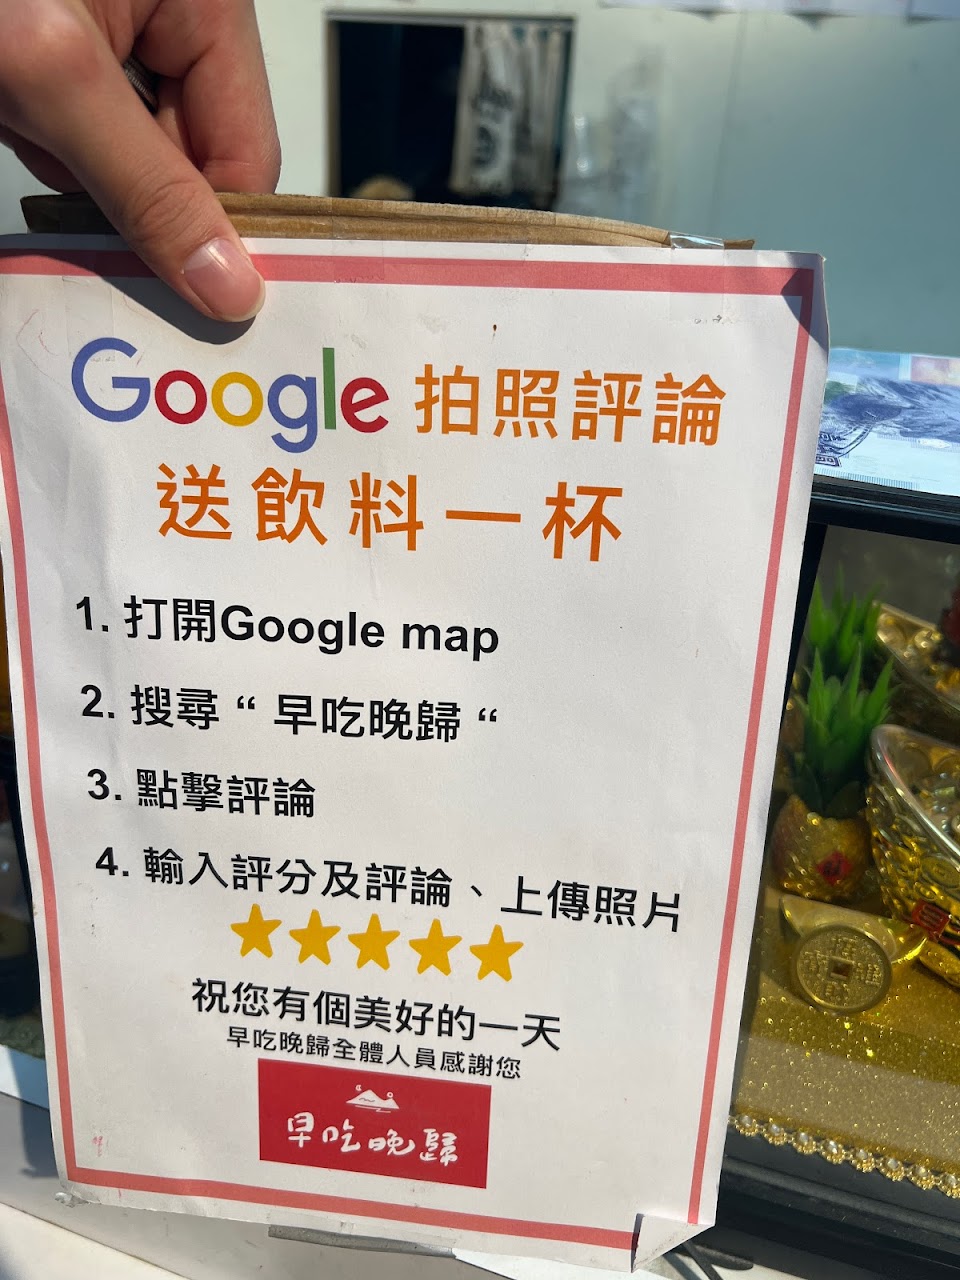 Google 拍照評論
送飲料一杯
1. 打開Google map
2. 搜尋 “ 早吃晚歸 “
3. 點擊評論
4. 輸入評分及評論、上傳照片
祝您有個美好的一天
早吃晚歸全體人員感謝您
早吃晚歸